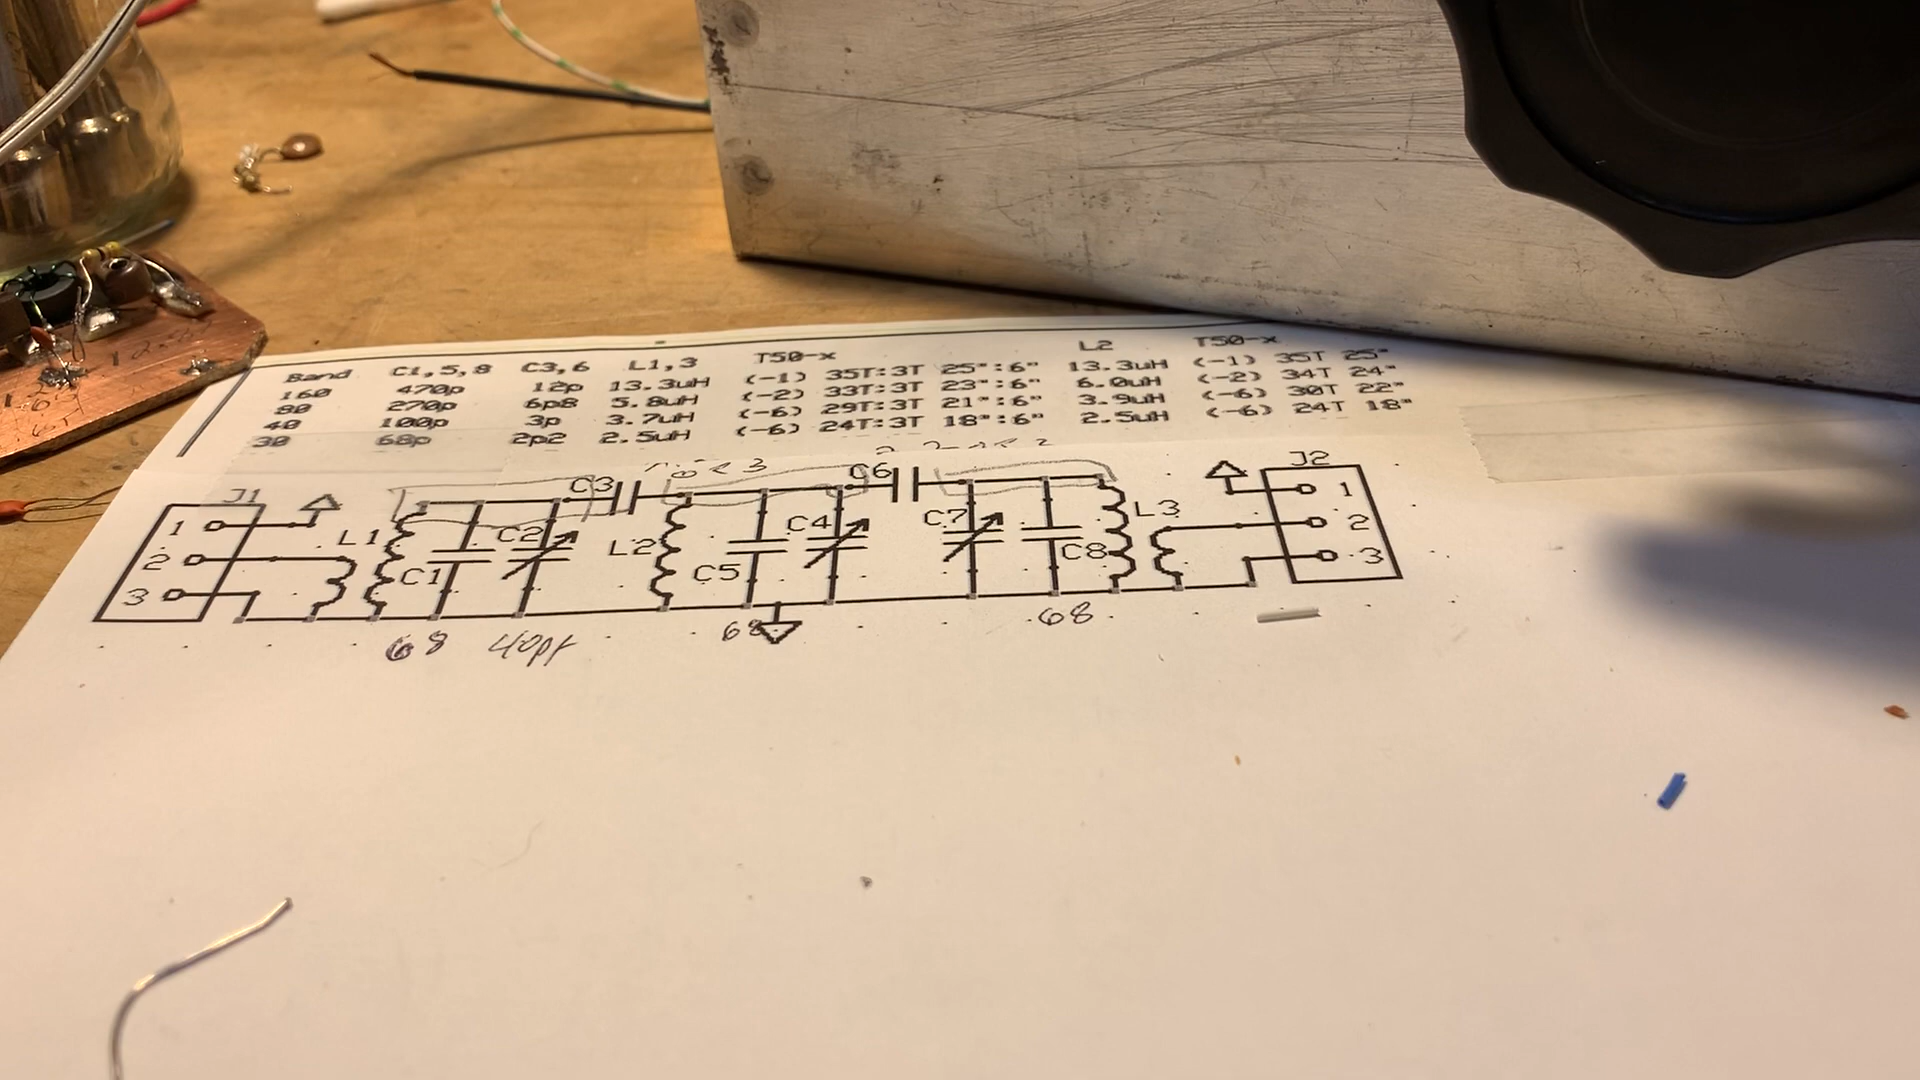 Band C1,5,8 C3,6 L1,3 T50-x L2 T50-x
160 470p 12p 13.3uH (-1) 35T:3T 25":6" 13.3uH (-1) 35T 25"
80 270p 6p8 5.8uH (-2) 33T:3T 23":6" 6.0uH (-2) 34T 24"
40 100p 3p 3.7uH (-6) 29T:3T 21":6" 3.9uH (-6) 30T 22"
30 68p 2p2 2.5uH (-6) 24T:3T 18":6" 2.5uH (-6) 24T 18"
J1 C3 C6 J2
1 L1 C2 L2 C4 C7 L3 1
2 C1 C5 C8 2
3 3
68 40pf 68 68